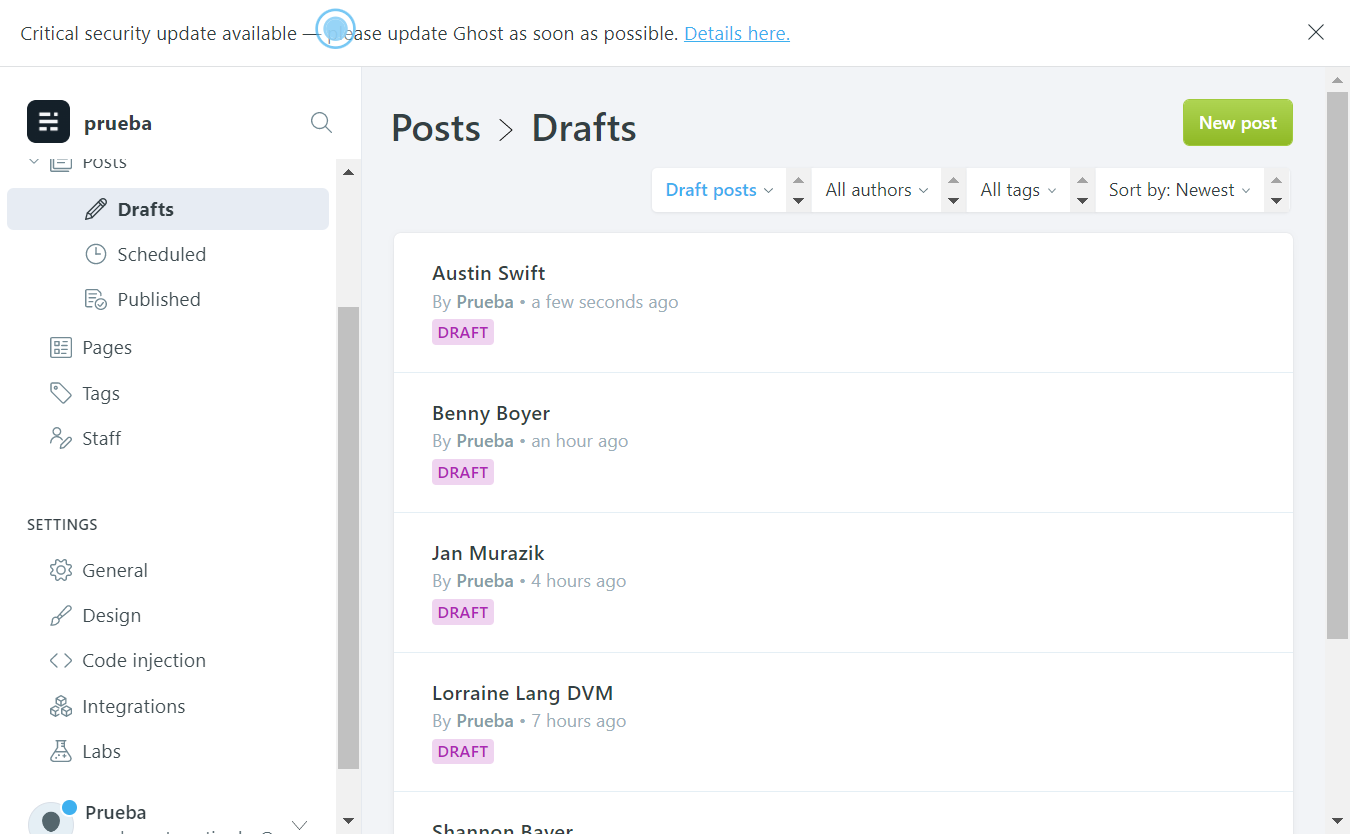 Critical security update available — please update Ghost as soon as possible. Details here.
prueba
Posts
Drafts
Scheduled
Published
Pages
Tags
Staff
SETTINGS
General
Design
Code injection
Integrations
Labs
Prueba
Posts > Drafts
New post
Draft posts
All authors
All tags
Sort by: Newest
Austin Swift
By Prueba • a few seconds ago
DRAFT
Benny Boyer
By Prueba • an hour ago
DRAFT
Jan Murazik
By Prueba • 4 hours ago
DRAFT
Lorraine Lang DVM
By Prueba • 7 hours ago
DRAFT
Shannon Bayer